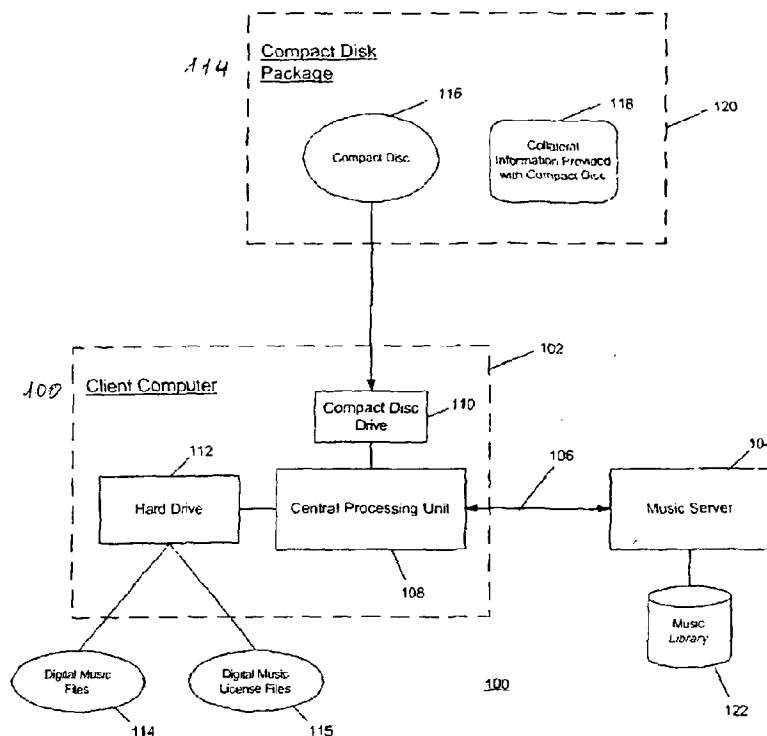 114
Compact Disk
Package
116
118
120
Compact Disc
Collateral
Information Provided
with Compact Disc
102
100
Client Computer
Compact Disc
Drive
110
112
106
104
Hard Drive
Central Processing Unit
Music Server
108
Music
Library
Digital Music
Files
Digital Music
License Files
100
122
114
115